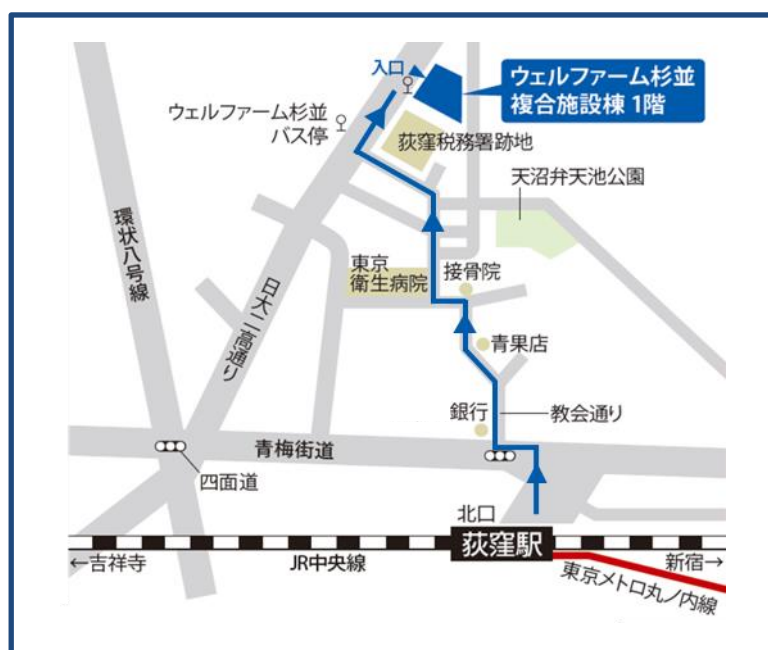 入口
ウェルファーム杉並
複合施設棟 1階
ウェルファーム杉並
バス停
荻窪税務署跡地
天沼弁天池公園
環状八号線
日大二高通り
東京
衛生病院
接骨院
青果店
銀行
教会通り
青梅街道
四面道
北口
荻窪駅
←吉祥寺
JR中央線
新宿→
東京メトロ丸ノ内線